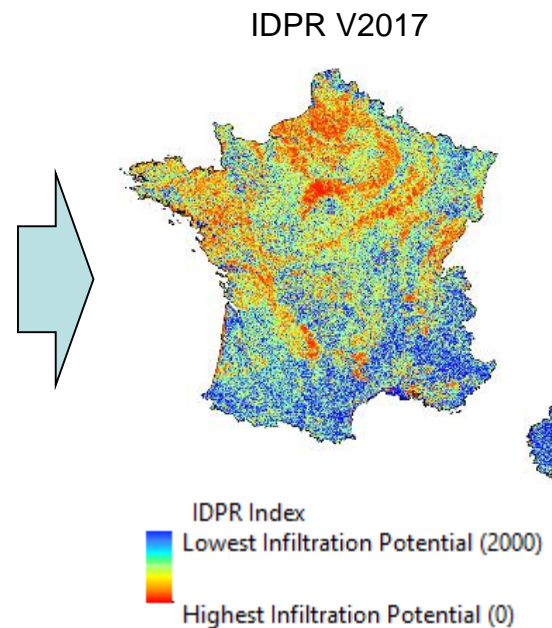 IDPR V2017
IDPR Index
Lowest Infiltration Potential (2000)
Highest Infiltration Potential (0)